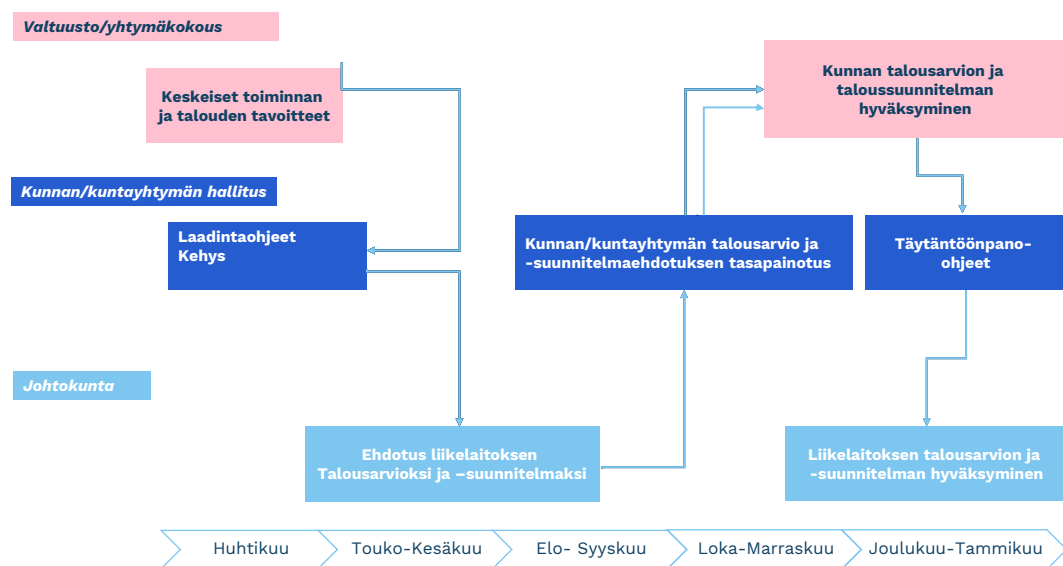 Valtuusto/yhtymäkokous
Keskeiset toiminnan
ja talouden tavoitteet
Kunnan talousarvion ja
taloussuunnitelman
hyväksyminen
Kunnan/kuntayhtymän hallitus
Laadintaohjeet
Kehys
Kunnan/kuntayhtymän talousarvio ja
-suunnitelmaehdotuksen tasapainotus
Täytäntöönpano-
ohjeet
Johtokunta
Ehdotus liikelaitoksen
Talousarvioksi ja –suunnitelmaksi
Liikelaitoksen talousarvion ja
-suunnitelman hyväksyminen
Huhtikuu
Touko-Kesäkuu
Elo- Syyskuu
Loka-Marraskuu
Joulukuu-Tammikuu